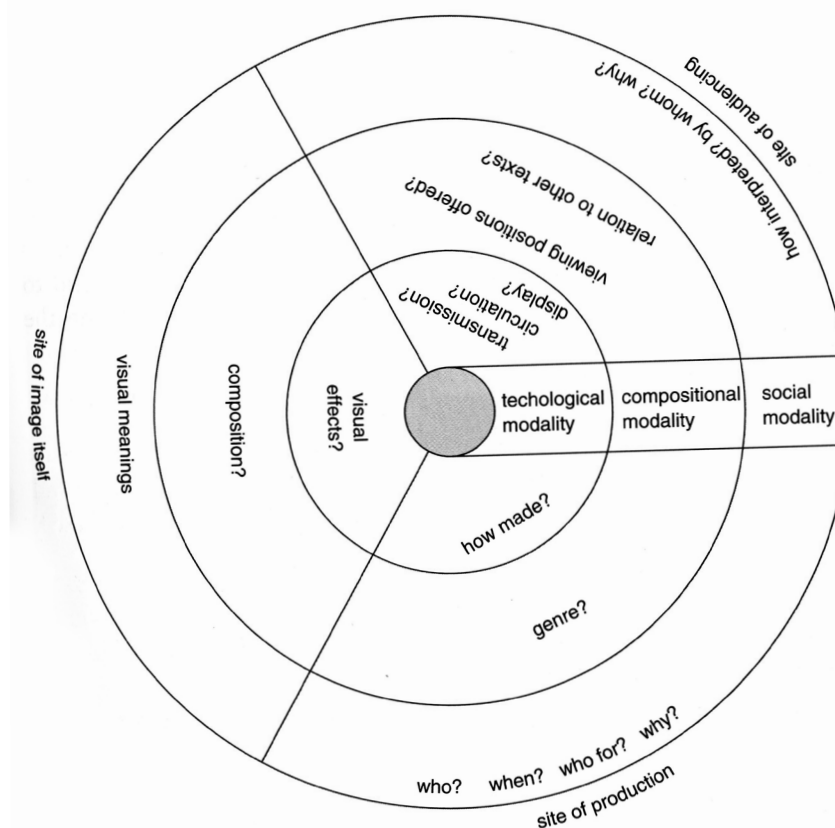 site of audiencing
how interpreted? by whom? why?
relation to other texts?
viewing positions offered?
display?
circulation?
transmission?
site of image itself
visual meanings
composition?
visual
effects?
techological
modality
compositional
modality
social
modality
how made?
genre?
who? when? who for? why?
site of production